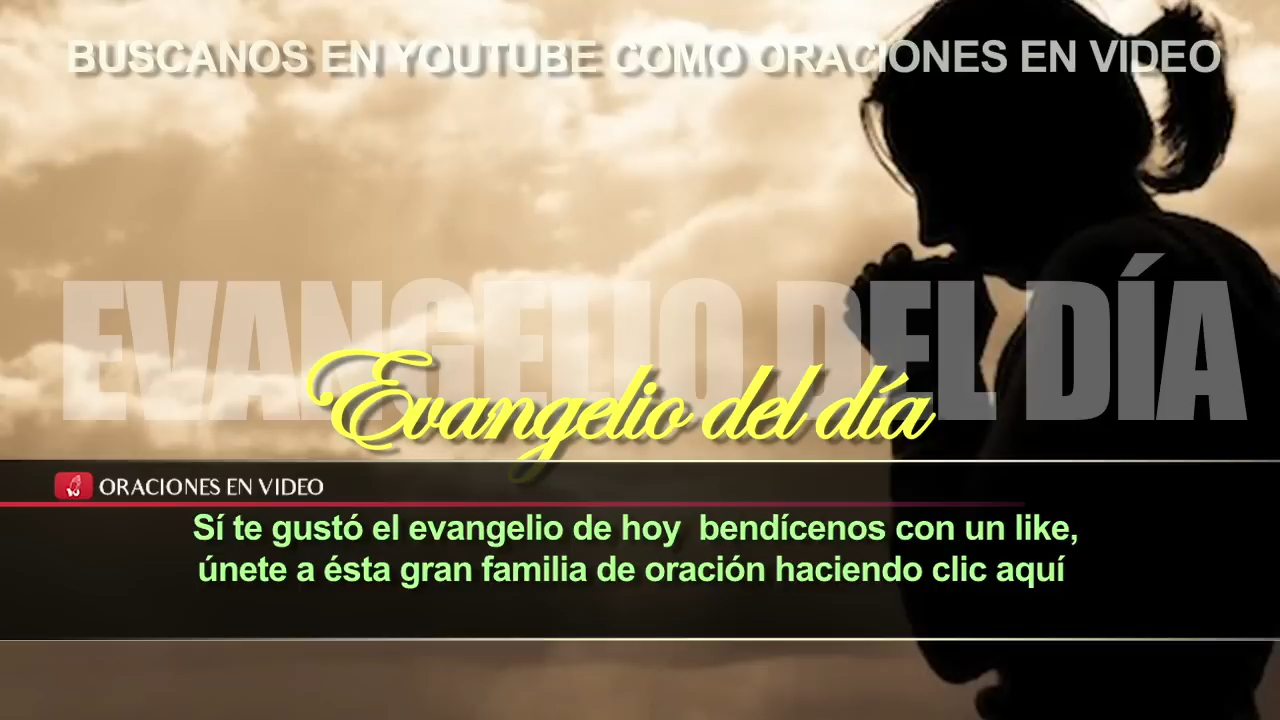 BUSCANOS EN YOUTUBE COMO ORACIONES EN VIDEO
EVANGELIO DEL DÍA
Evangelio del día
ORACIONES EN VIDEO
Sí te gustó el evangelio de hoy bendícenos con un like,
únete a ésta gran familia de oración haciendo clic aquí